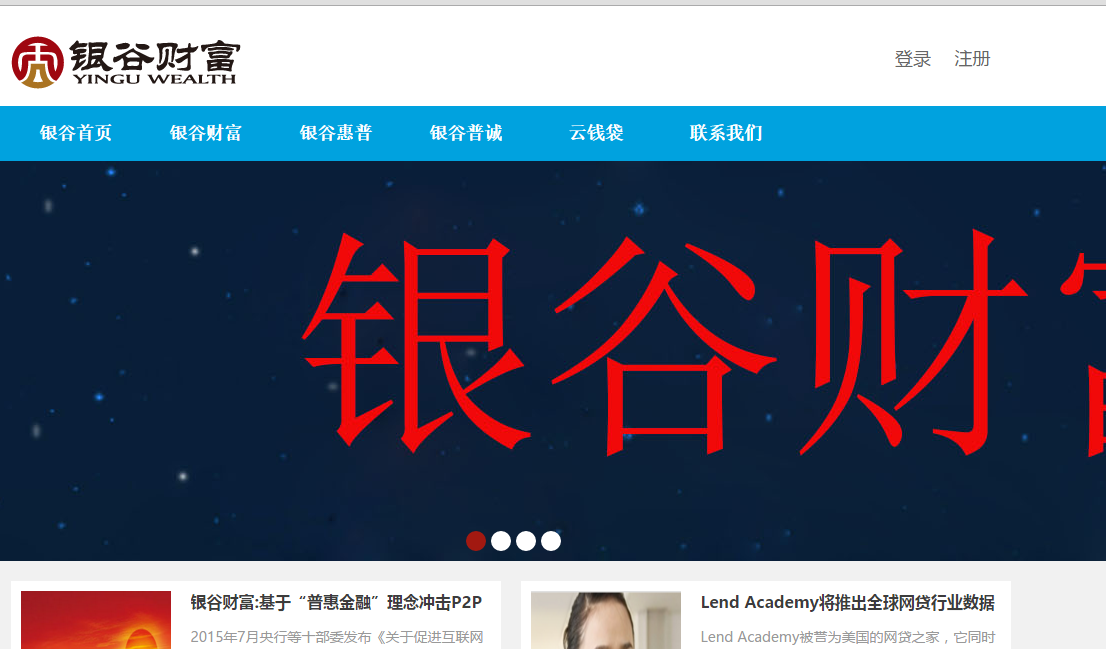 银谷财富
YINGU WEALTH
登录 注册
银谷首页 银谷财富 银谷惠普 银谷普诚 云钱袋 联系我们
银谷财
银谷财富:基于“普惠金融”理念冲击P2P
2015年7月央行等十部委发布《关于促进互联网
Lend Academy将推出全球网贷行业数据
Lend Academy被誉为美国的网贷之家，它同时